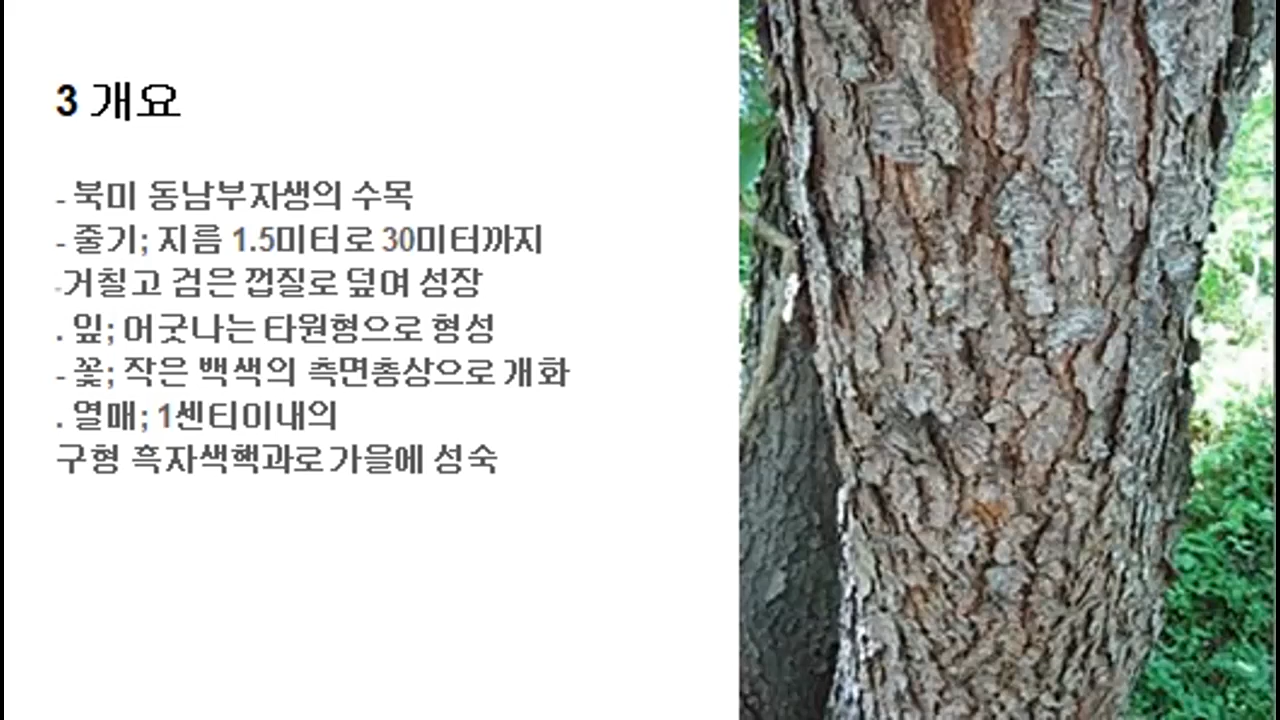 3 개요
- 북미 동남부자생의 수목
- 줄기; 지름 1.5미터로 30미터까지
-거칠고 검은 껍질로 덮여 성장
. 잎; 어긋나는 타원형으로 형성
- 꽃; 작은 백색의 측면총상으로 개화
. 열매; 1센티이내의
구형 흑자색핵과로 가을에 성숙